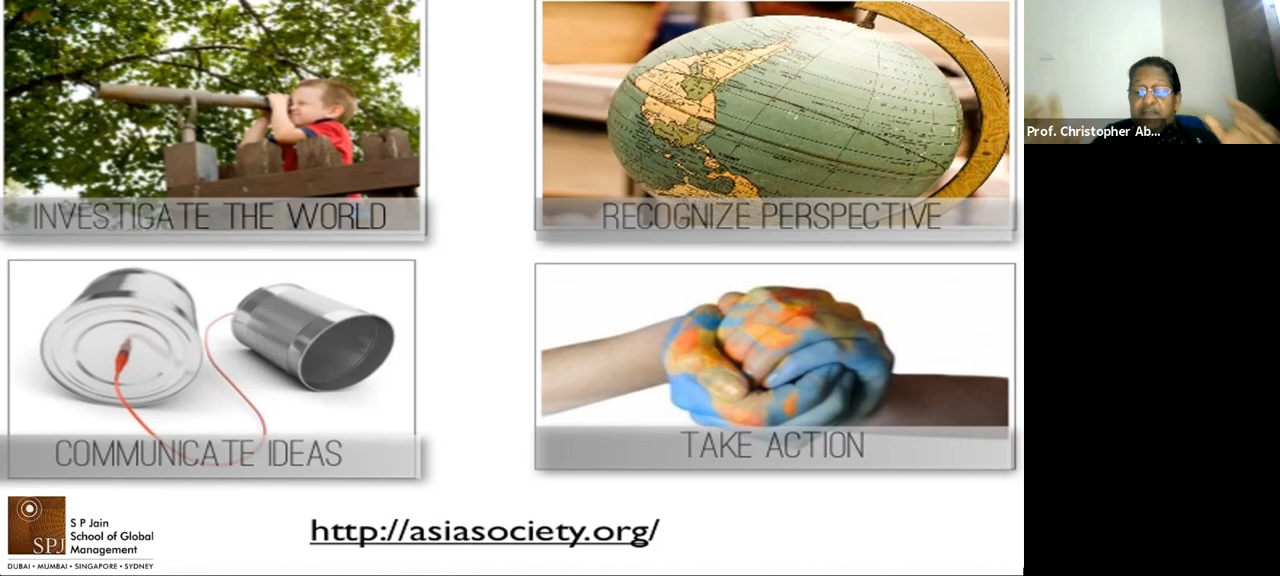 INVESTIGATE THE WORLD
RECOGNIZE PERSPECTIVE
Prof. Christopher Ab...
COMMUNICATE IDEAS
TAKE ACTION
SPJ
S P Jain
School of Global
Management
DUBAI • MUMBAI • SINGAPORE • SYDNEY
http://asiasociety.org/